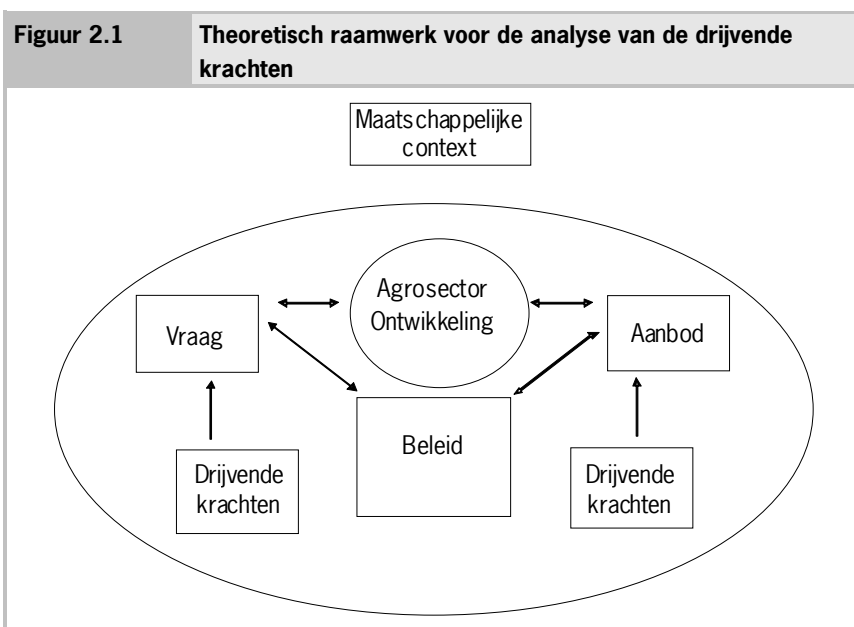 Figuur 2.1 Theoretisch raamwerk voor de analyse van de drijvende
krachten
Maatschappelijke
context
Agrosector
Ontwikkeling
Vraag
Aanbod
Beleid
Drijvende
krachten
Drijvende
krachten